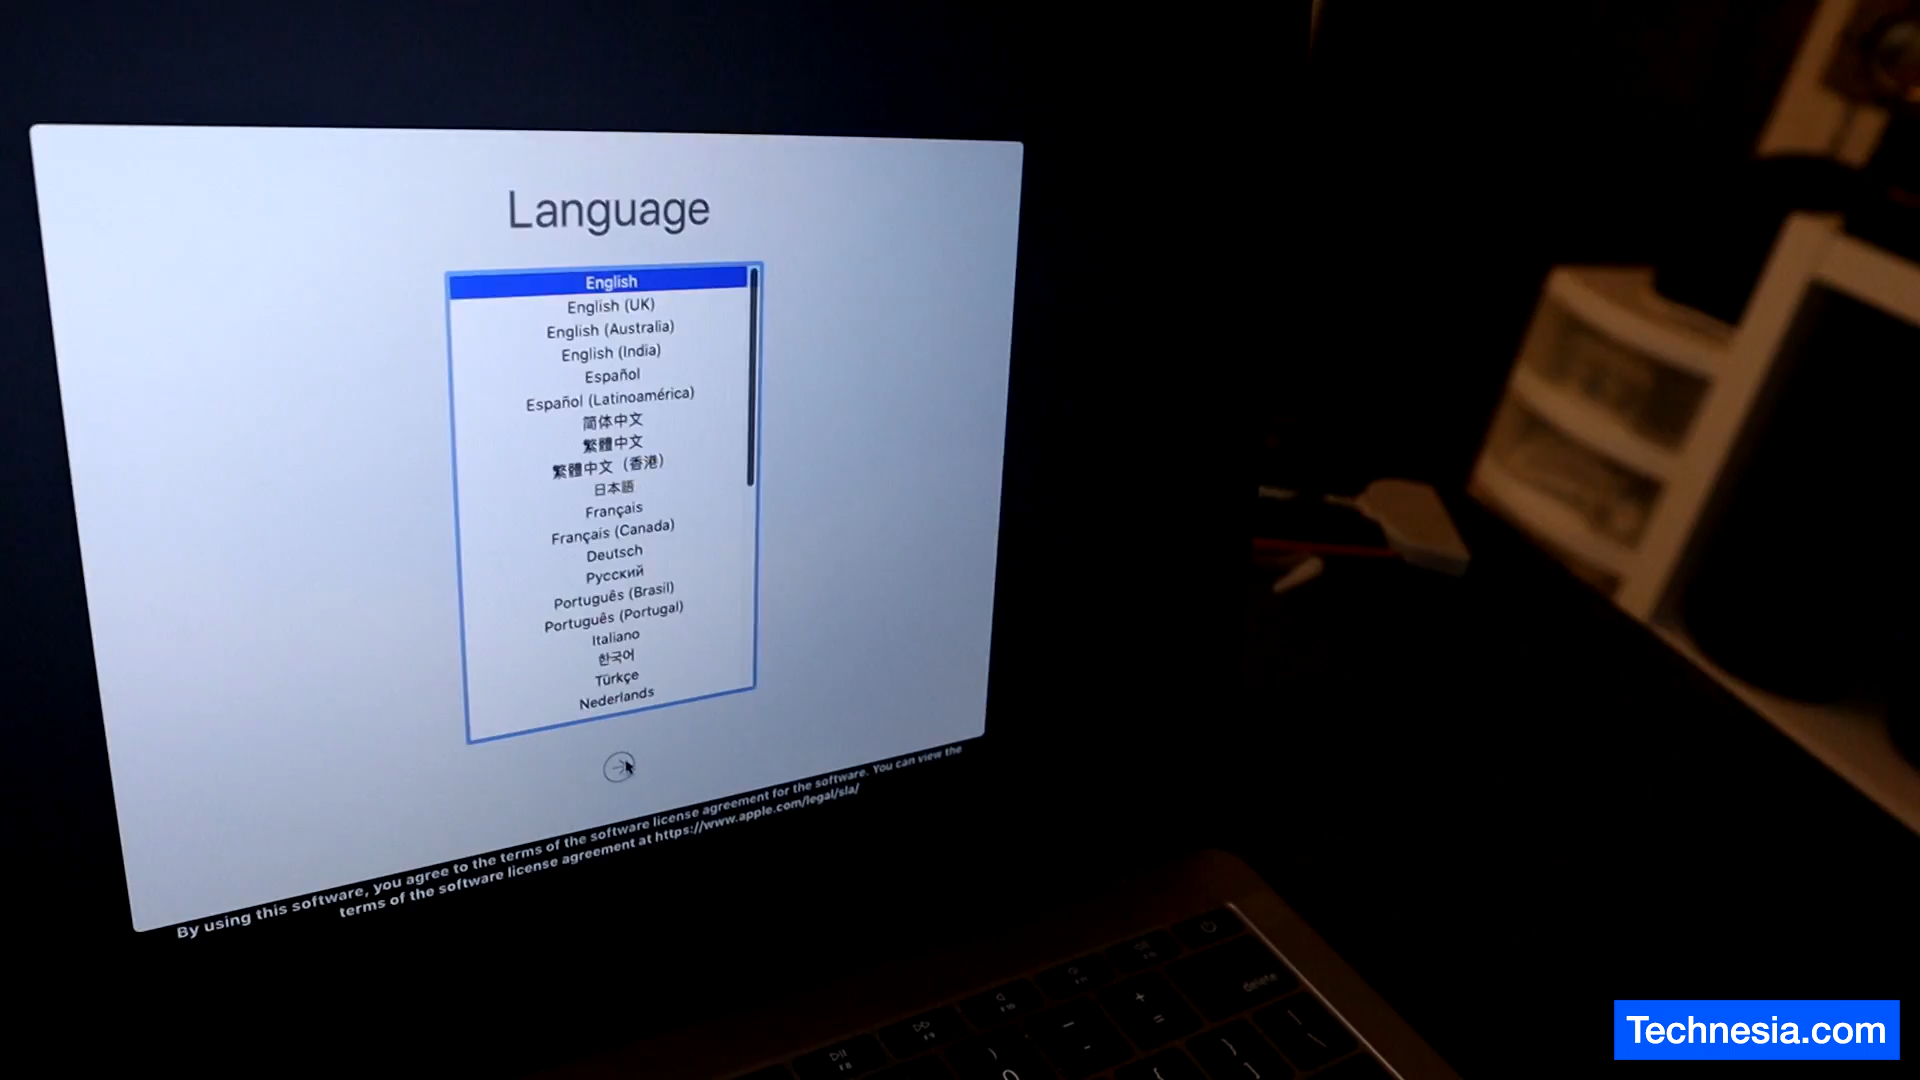 Language
English
English (UK)
English (Australia)
English (India)
Español
Español (Latinoamérica)
简体中文
繁體中文
繁體中文（香港）
日本語
Français
Français (Canada)
Deutsch
Русский
Português (Brasil)
Português (Portugal)
Italiano
한국어
Türkçe
Nederlands
By using this software, you agree to the terms of the software license agreement for the software. You can view the
terms of the software license agreement at https://www.apple.com/legal/sla/
delete
Technesia.com